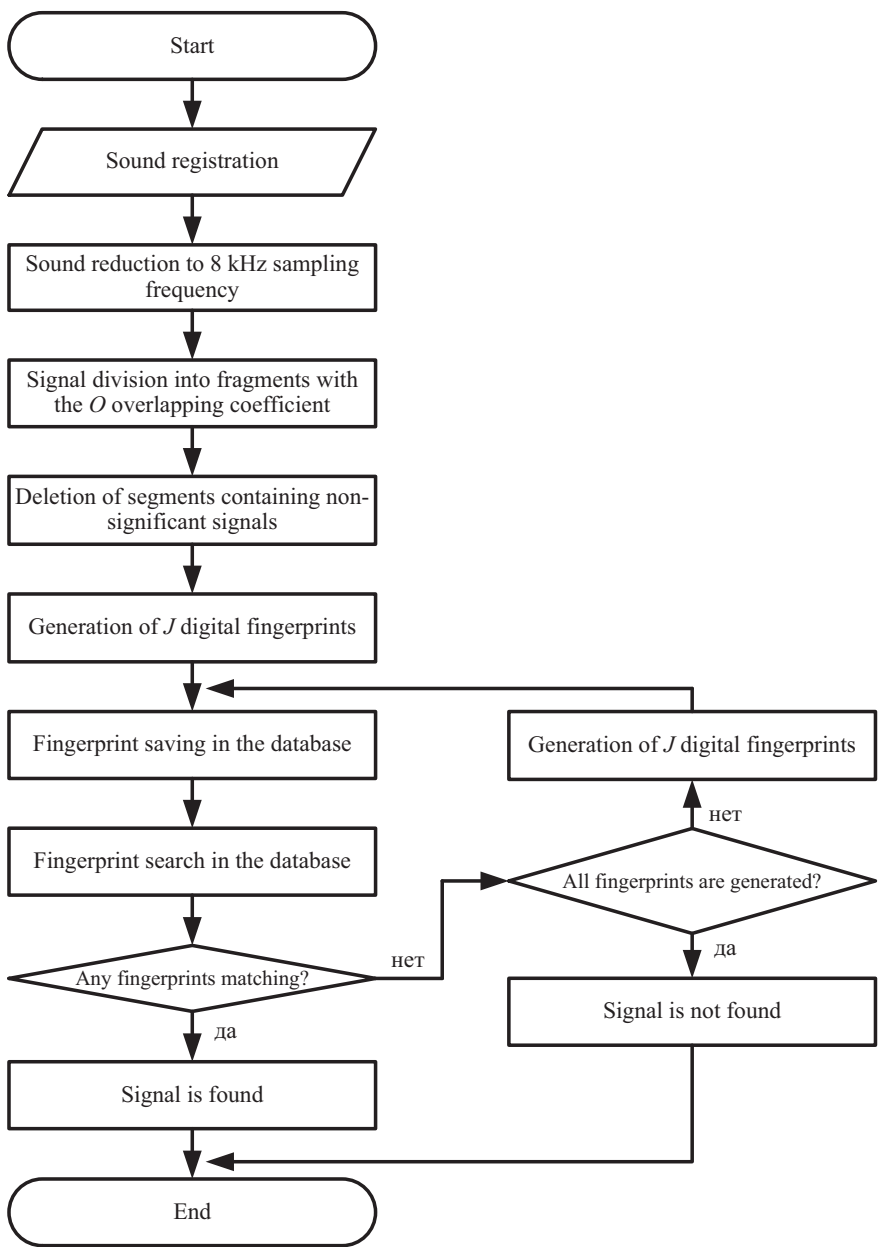 Start
Sound registration
Sound reduction to 8 kHz sampling
frequency
Signal division into fragments with
the O overlapping coefficient
Deletion of segments containing non-
significant signals
Generation of J digital fingerprints
Fingerprint saving in the database
Generation of J digital fingerprints
нет
Fingerprint search in the database
All fingerprints are generated?
нет
да
Any fingerprints matching?
да
Signal is not found
Signal is found
End